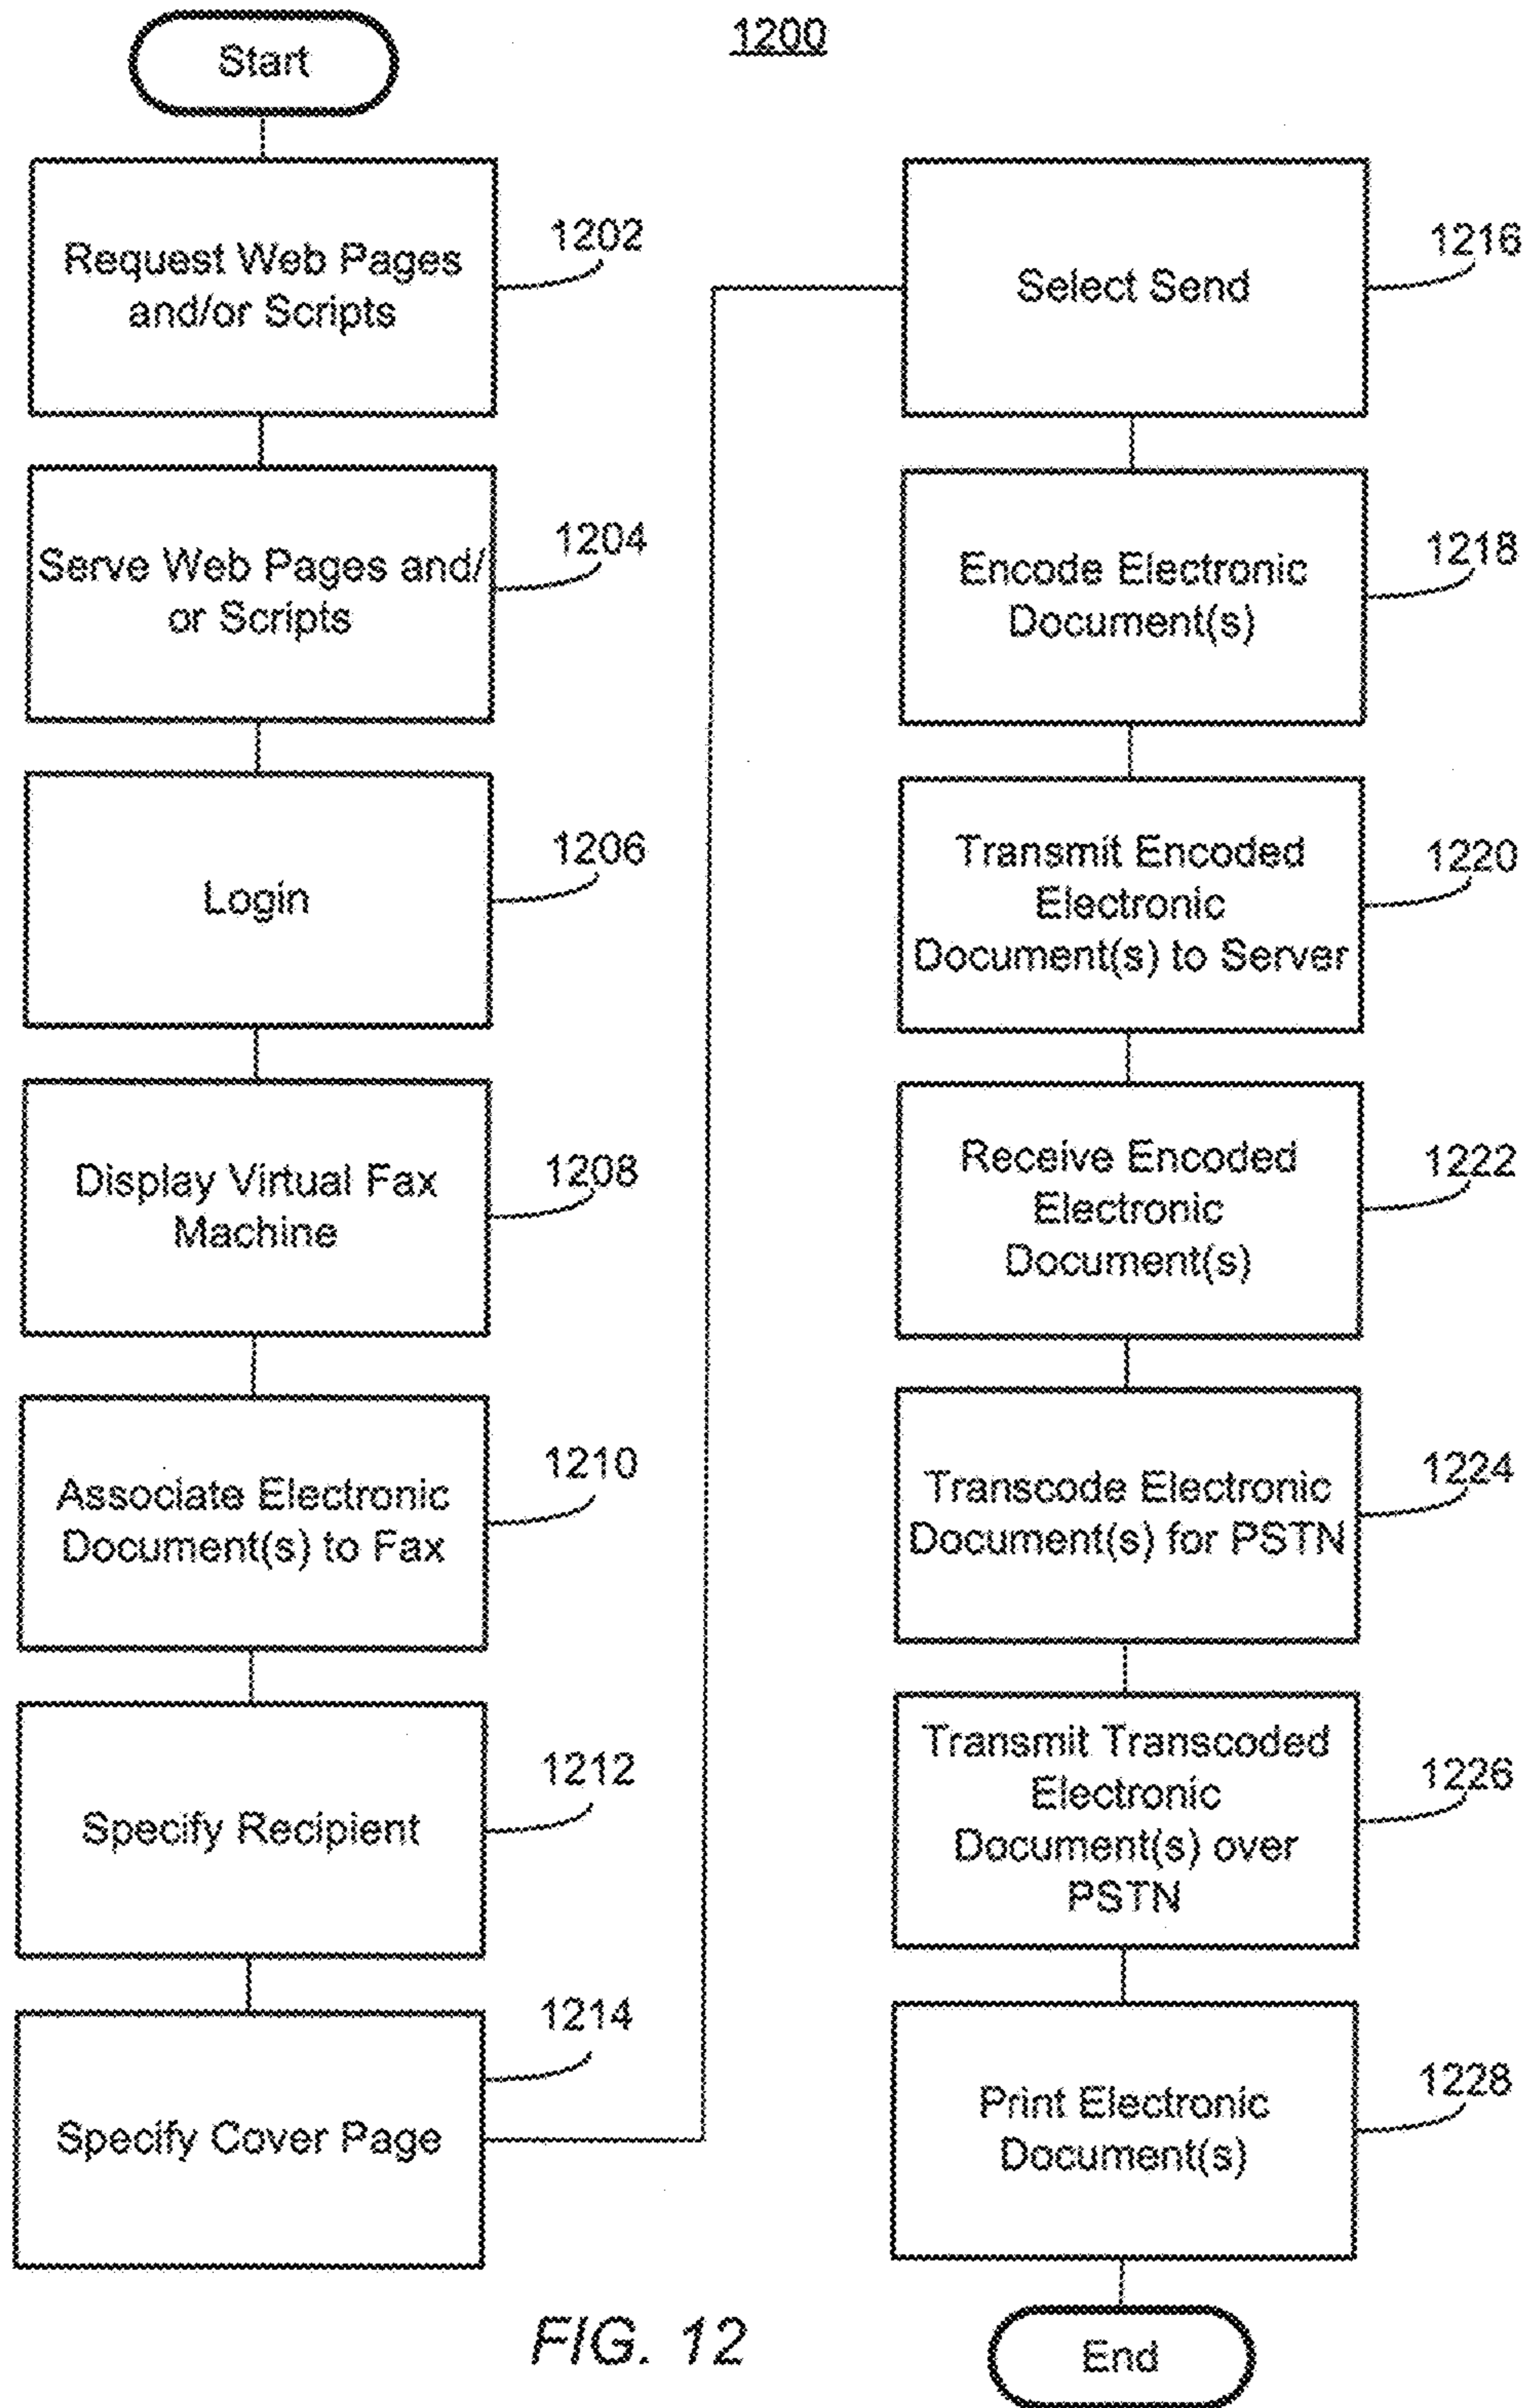 1200
Start
Request Web Pages
and/or Scripts
1202
Serve Web Pages and/
or Scripts
1204
Login
1206
Display Virtual Fax
Machine
1208
Associate Electronic
Document(s) to Fax
1210
Specify Recipient
1212
Specify Cover Page
1214
Select Send
1216
Encode Electronic
Document(s)
1218
Transmit Encoded
Electronic
Document(s) to Server
1220
Receive Encoded
Electronic
Document(s)
1222
Transcode Electronic
Document(s) for PSTN
1224
Transmit Transcoded
Electronic
Document(s) over
PSTN
1226
Print Electronic
Document(s)
1228
End
FIG. 12